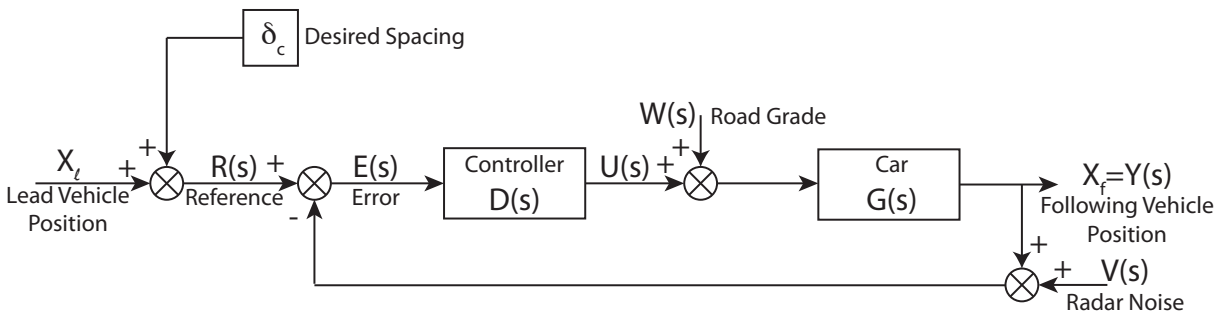 δc Desired Spacing
W(s) Road Grade
+ +
Xℓ + R(s) + E(s) Controller U(s) + Car Xf=Y(s)
Lead Vehicle Reference Error D(s) G(s) Following Vehicle
Position - Position
+
+ V(s)
Radar Noise